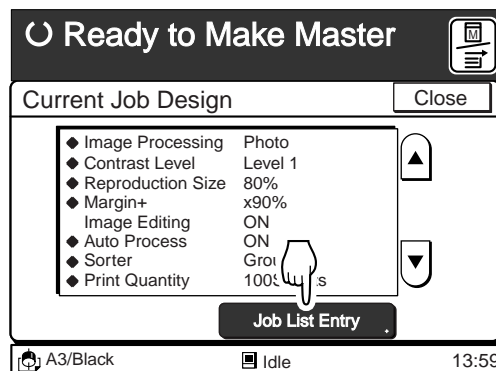 Ready to Make Master
M
Current Job Design Close
◆ Image Processing Photo
◆ Contrast Level Level 1
◆ Reproduction Size 80%
◆ Margin+ x90%
Image Editing ON
◆ Auto Process ON
◆ Sorter
◆ Print Quantity
Job List Entry
A3/Black Idle 13:59